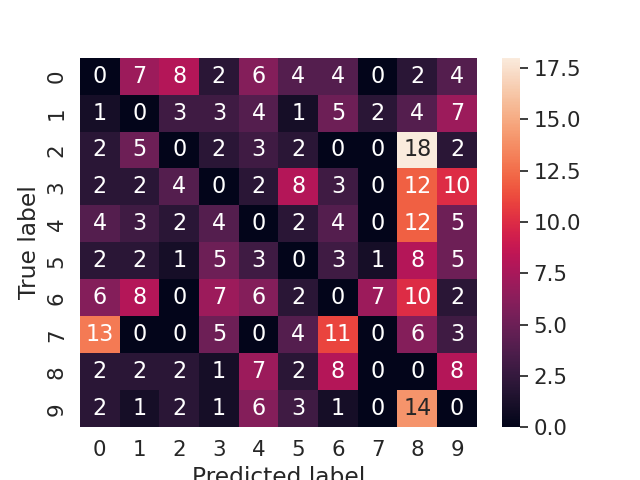 0 0 7 8 2 6 4 4 0 2 4
1 1 0 3 3 4 1 5 2 4 7
2 2 5 0 2 3 2 0 0 18 2
3 2 2 4 0 2 8 3 0 12 10
4 4 3 2 4 0 2 4 0 12 5
5 2 2 1 5 3 0 3 1 8 5
6 6 8 0 7 6 2 0 7 10 2
7 13 0 0 5 0 4 11 0 6 3
8 2 2 2 1 7 2 8 0 0 8
9 2 1 2 1 6 3 1 0 14 0
True label
0 1 2 3 4 5 6 7 8 9
Predicted label
17.5
15.0
12.5
10.0
7.5
5.0
2.5
0.0